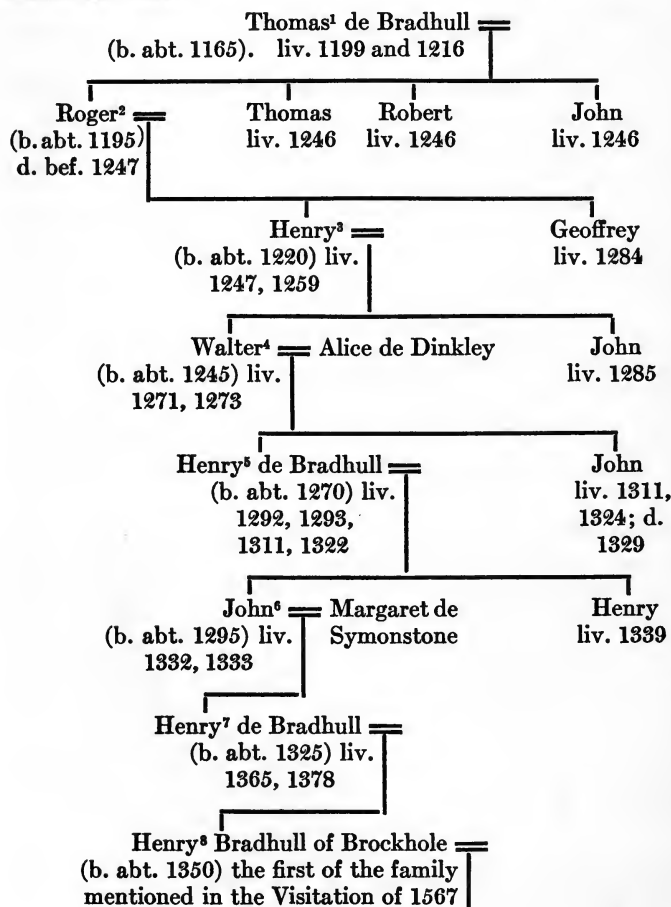 Thomas¹ de Bradhull
(b. abt. 1165). liv. 1199 and 1216
Roger² Thomas Robert John
(b. abt. 1195) liv. 1246 liv. 1246 liv. 1246
d. bef. 1247
Henry³ Geoffrey
(b. abt. 1220) liv. liv. 1284
1247, 1259
Walter⁴ Alice de Dinkley John
(b. abt. 1245) liv. liv. 1285
1271, 1273
Henry⁵ de Bradhull John
(b. abt. 1270) liv. liv. 1311,
1292, 1293, 1324; d.
1311, 1322 1329
John⁶ Margaret de Henry
(b. abt. 1295) liv. Symonstone liv. 1339
1332, 1333
Henry⁷ de Bradhull
(b. abt. 1325) liv.
1365, 1378
Henry⁸ Bradhull of Brockhole
(b. abt. 1350) the first of the family
mentioned in the Visitation of 1567